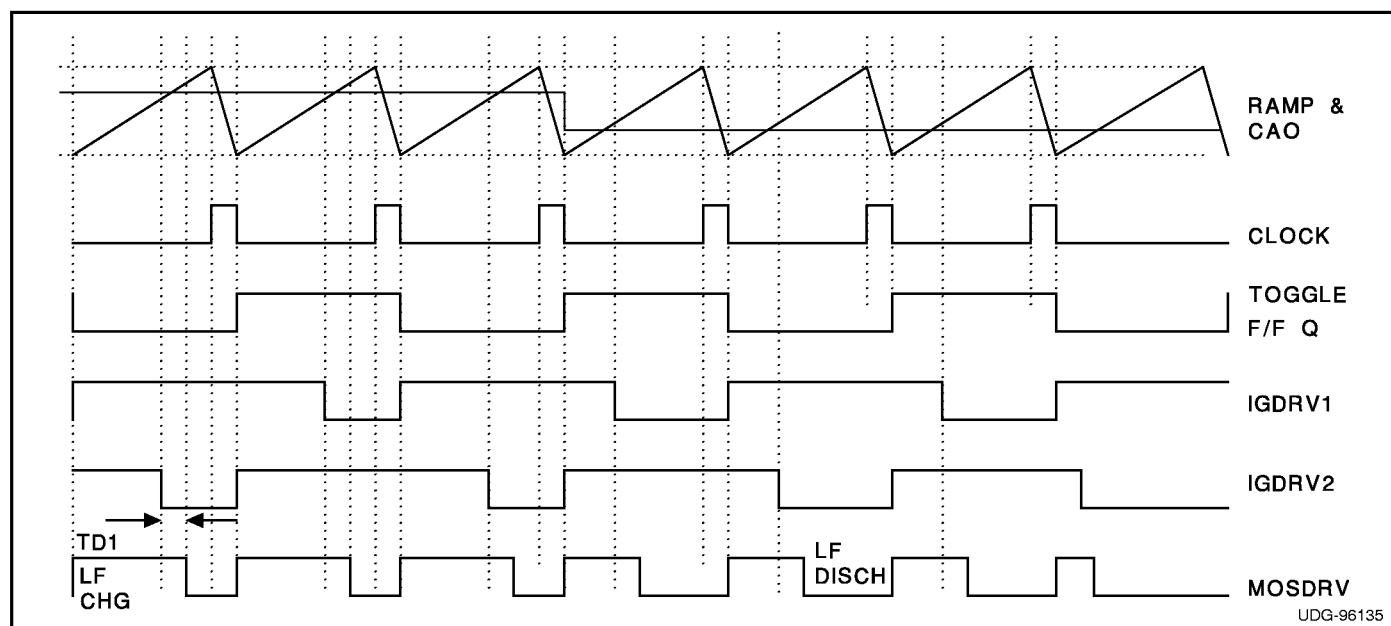 RAMP &
CAO
CLOCK
TOGGLE
F/F Q
IGDRV1
IGDRV2
TD1
LF
CHG
LF
DISCH
MOSDRV
UDG-96135